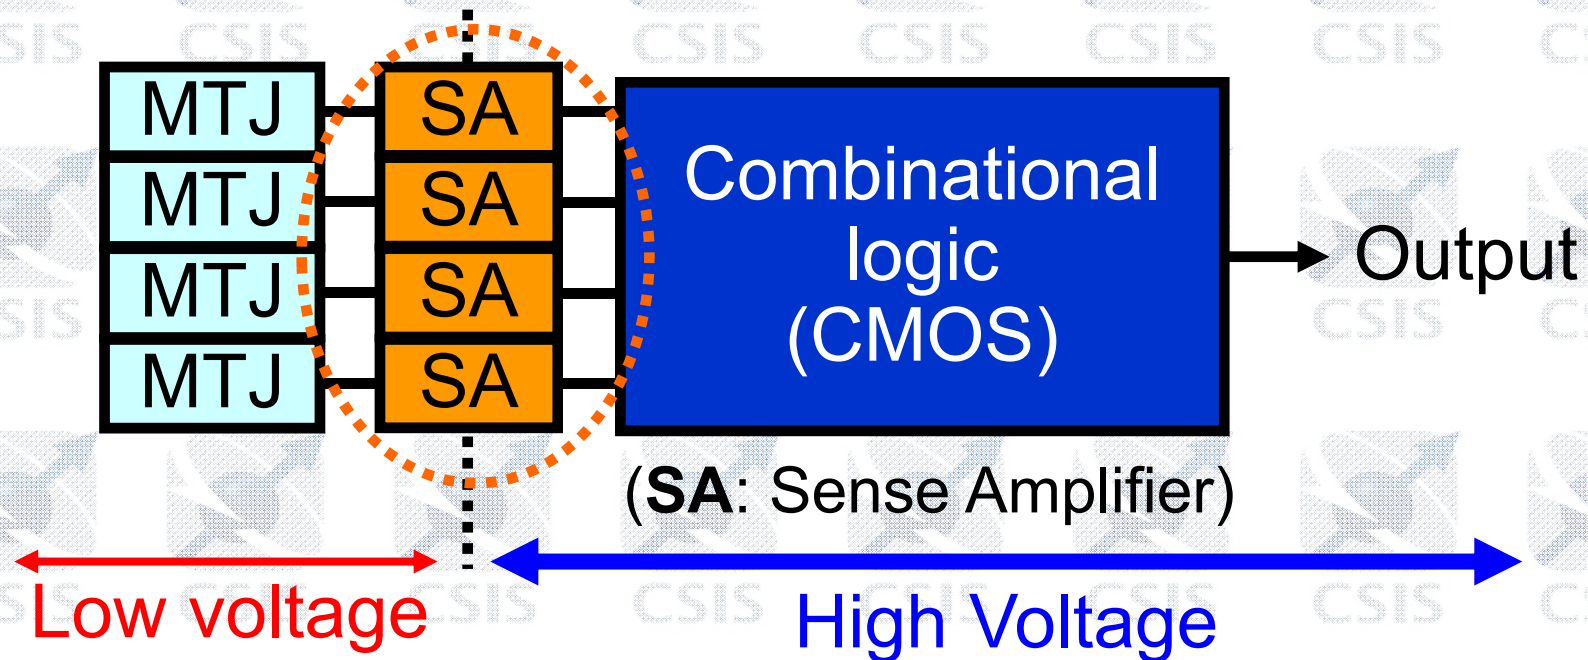 MTJ SA
MTJ SA
MTJ SA
MTJ SA
Combinational
logic
(CMOS)
Output
(SA: Sense Amplifier)
Low voltage
High Voltage
CSIS